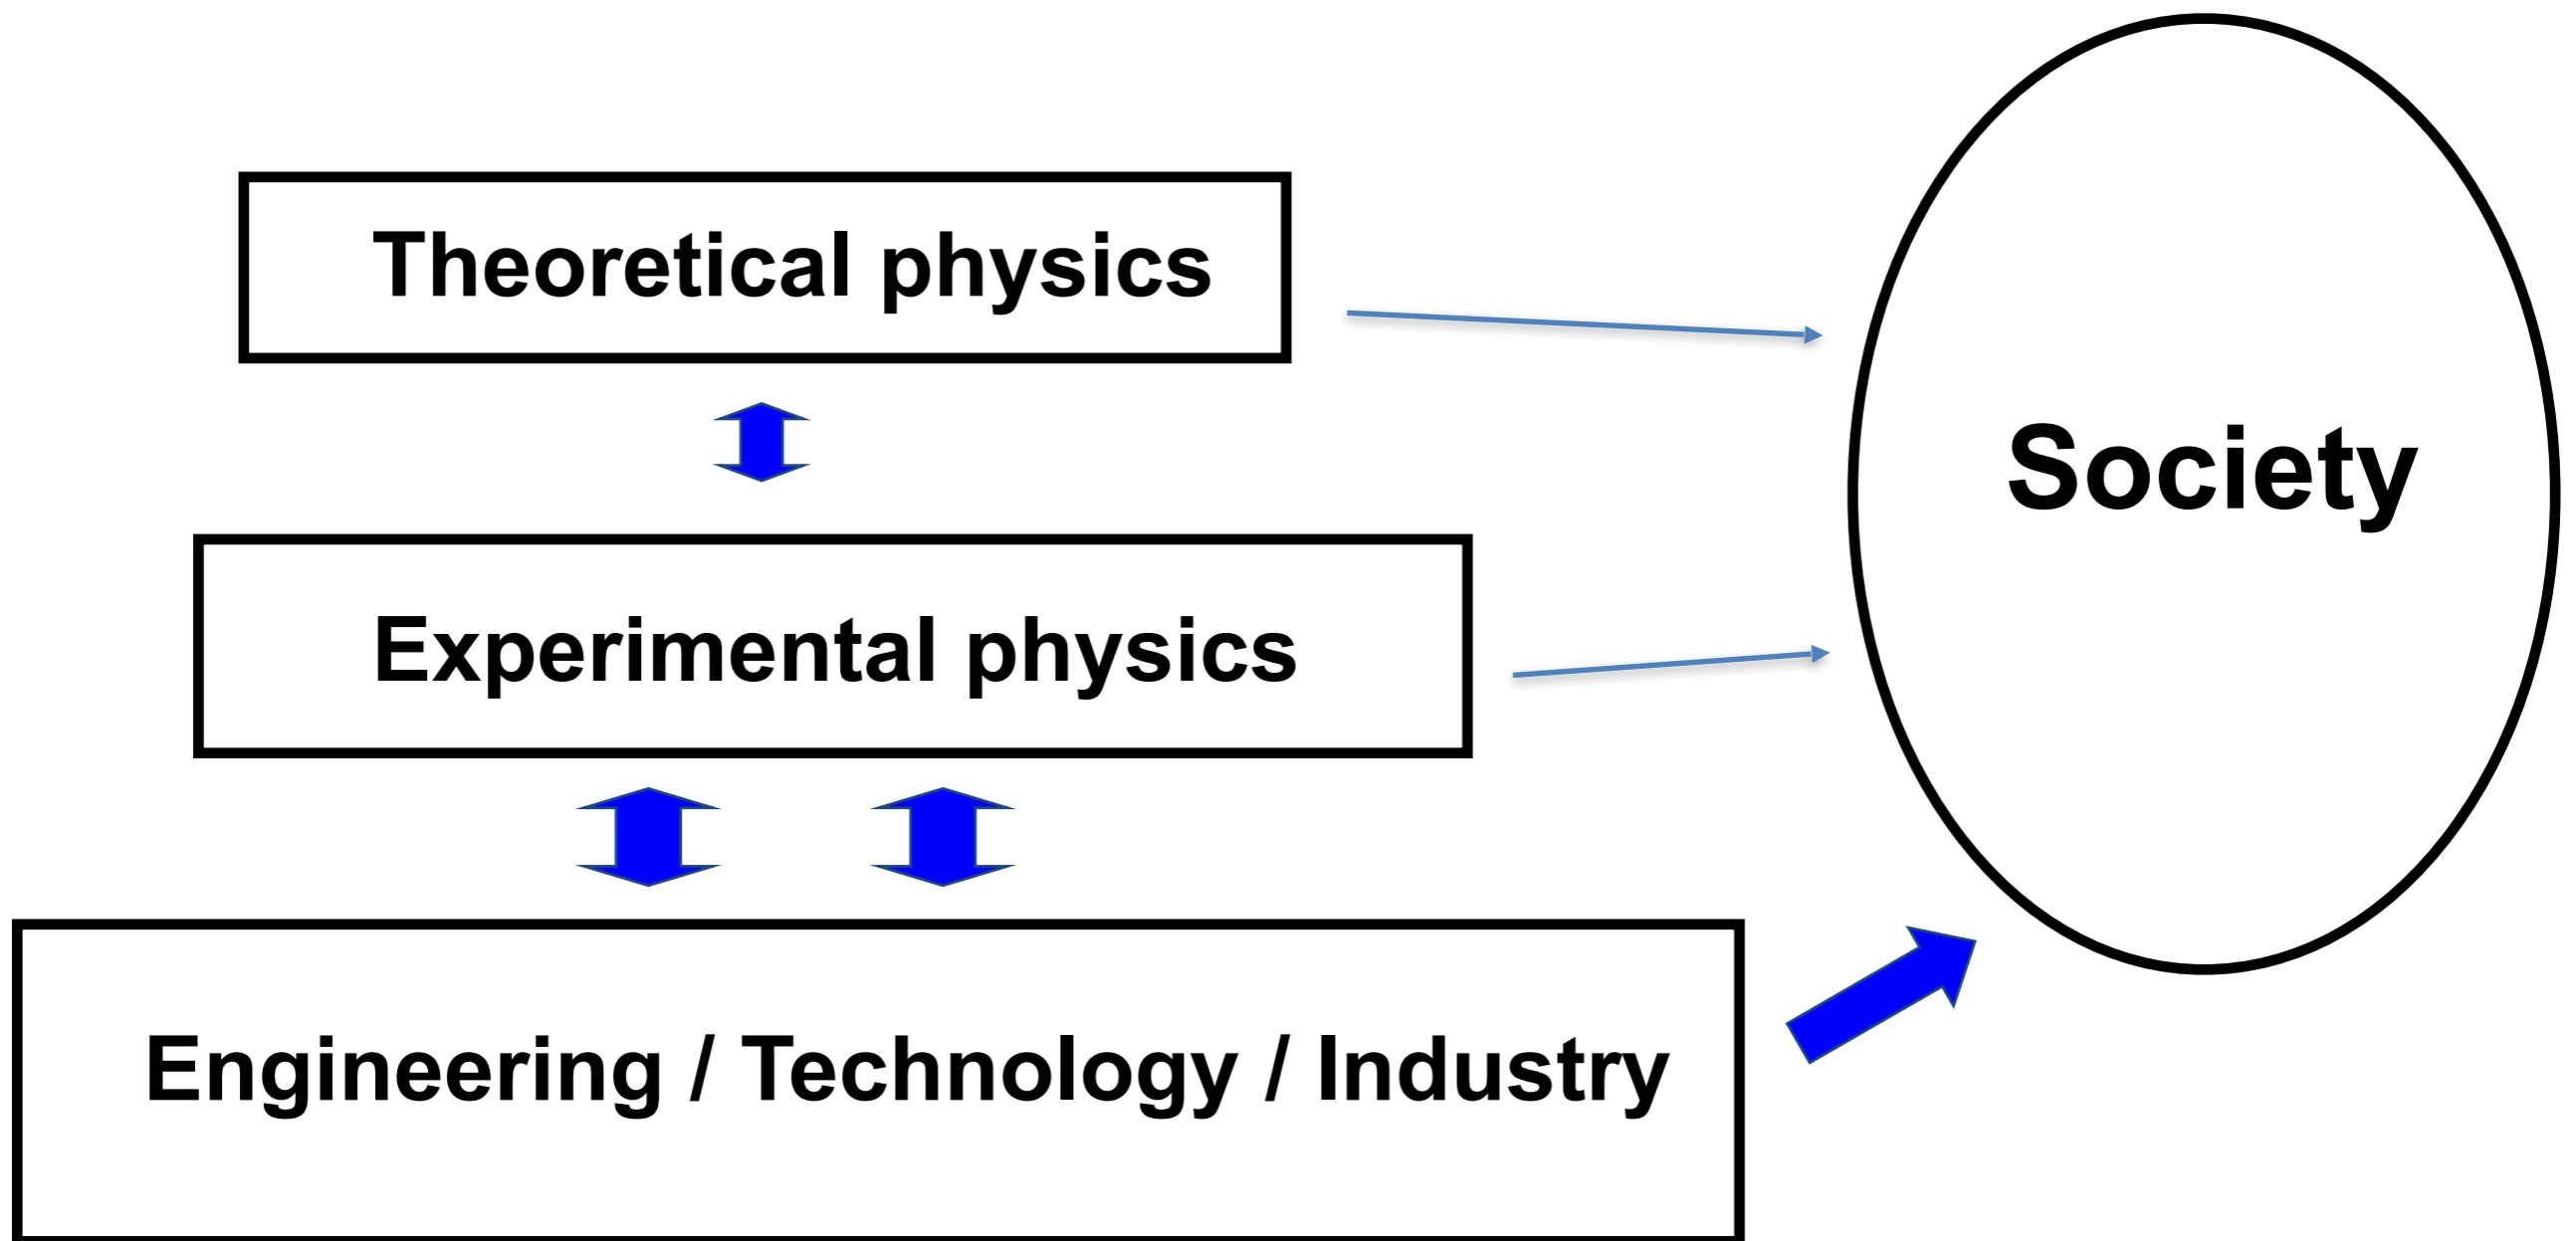 Theoretical physics
Society
Experimental physics
Engineering / Technology / Industry